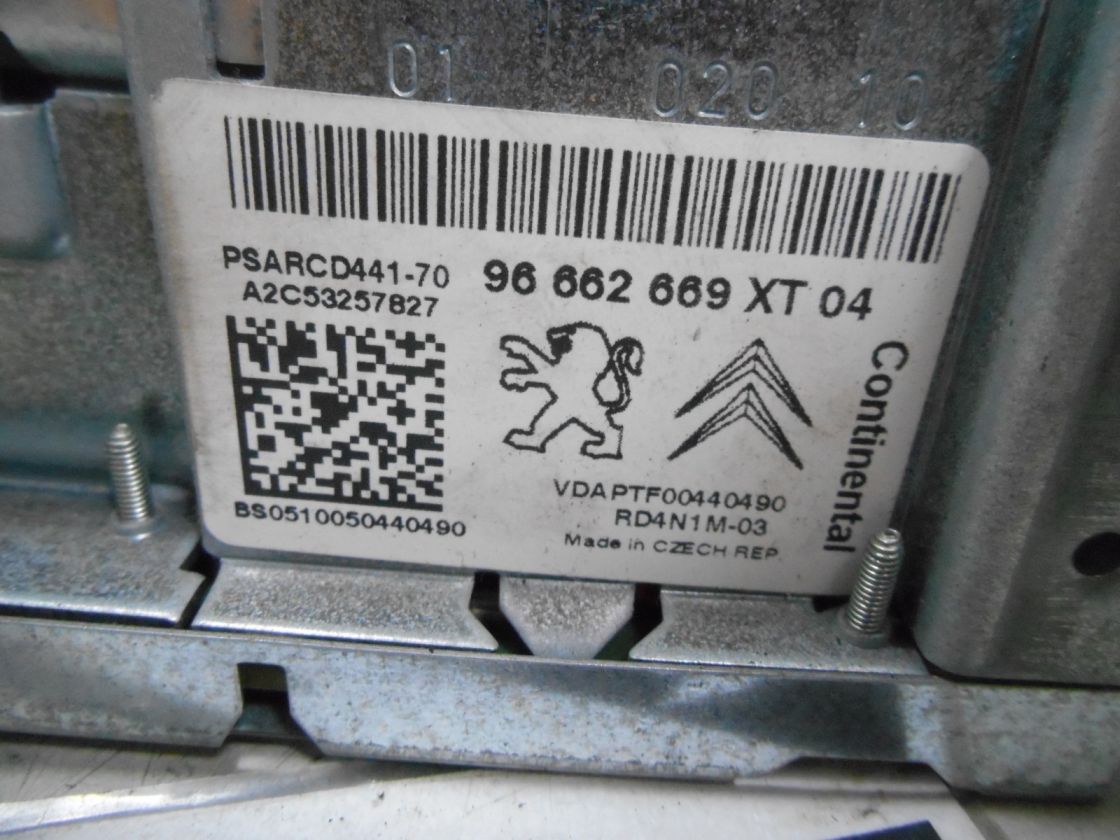 01 020 10
PSARCD441-70
A2C53257827
96 662 669 XT 04
Continental
VDAPTF00440490
RD4N1M-03
Made in CZECH REP.
BS0510050440490